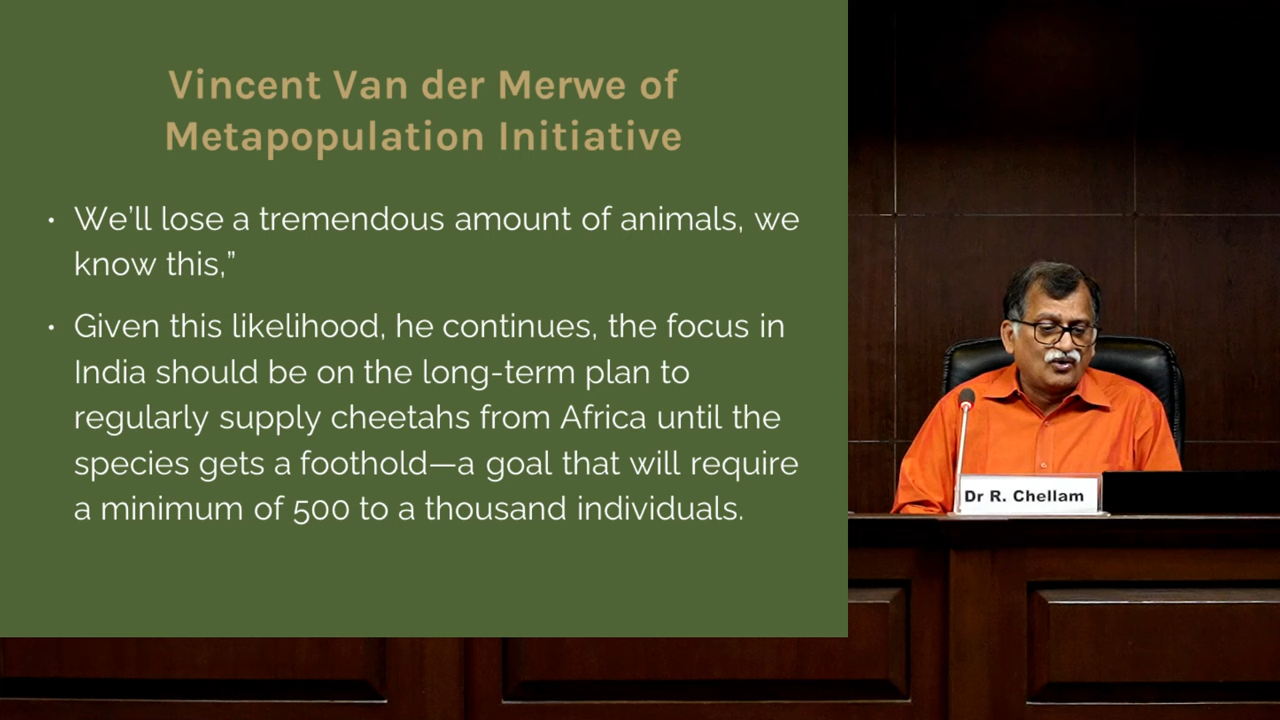 Vincent Van der Merwe of
Metapopulation Initiative
• We’ll lose a tremendous amount of animals, we
know this,”
• Given this likelihood, he continues, the focus in
India should be on the long-term plan to
regularly supply cheetahs from Africa until the
species gets a foothold—a goal that will require
a minimum of 500 to a thousand individuals.
Dr R. Chellam